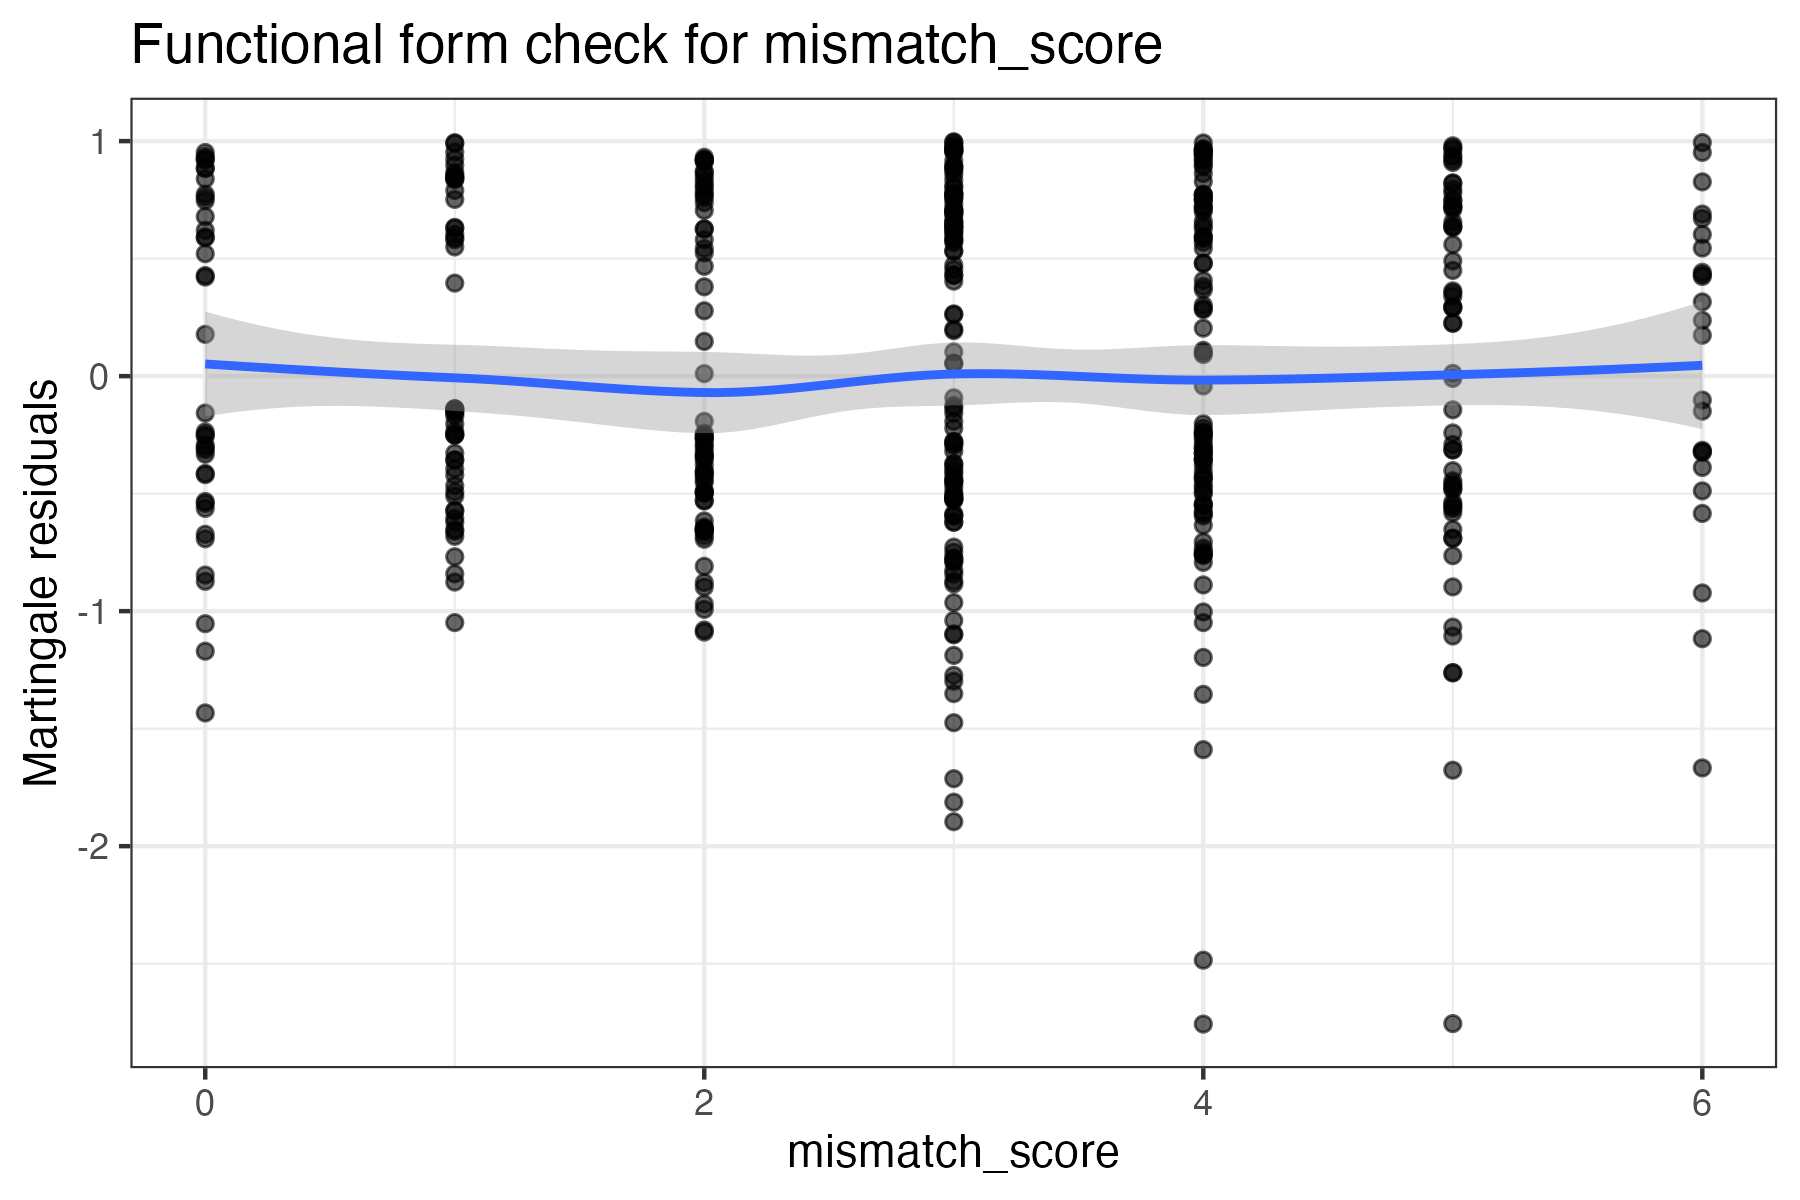 Functional form check for mismatch_score
1
0
-1
-2
Martingale residuals
0 2 4 6
mismatch_score